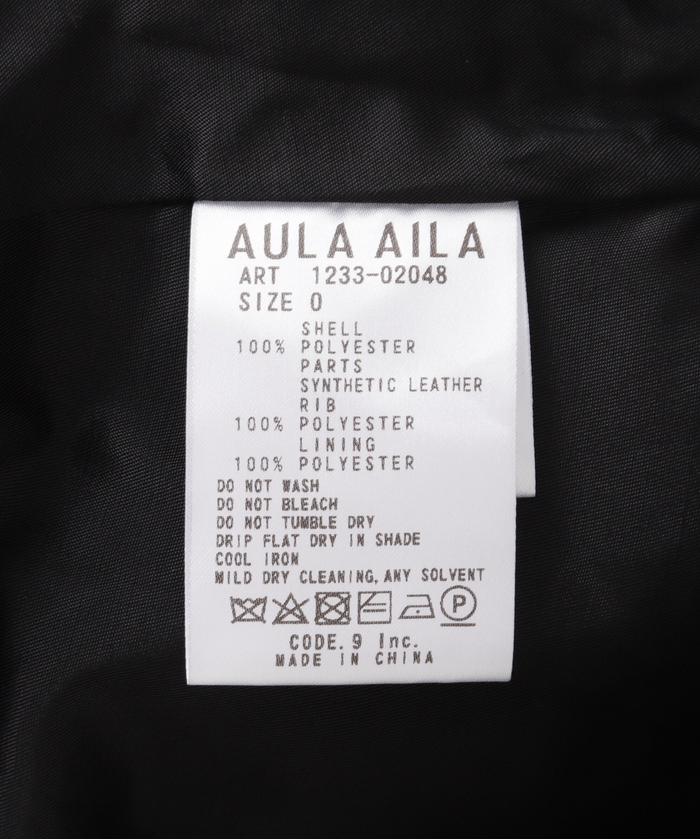 AULA AILA
ART 1233-02048
SIZE 0
SHELL
100% POLYESTER
PARTS
SYNTHETIC LEATHER
RIB
100% POLYESTER
LINING
100% POLYESTER
DO NOT WASH
DO NOT BLEACH
DO NOT TUMBLE DRY
DRIP FLAT DRY IN SHADE
COOL IRON
MILD DRY CLEANING, ANY SOLVENT
P
CODE.9 Inc.
MADE IN CHINA